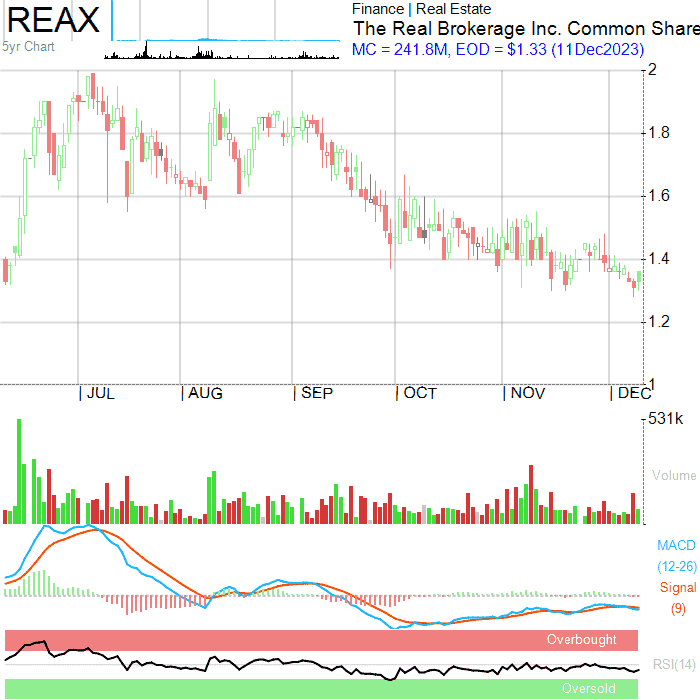 REAX
5yr Chart
Finance | Real Estate
The Real Brokerage Inc. Common Share
MC = 241.8M, EOD = $1.33 (11Dec2023)
2
1.8
1.6
1.4
1.2
1
| JUL | AUG | SEP | OCT | NOV | DEC
531k
Volume
MACD
(12-26)
Signal
(9)
Overbought
RSI(14)
Oversold